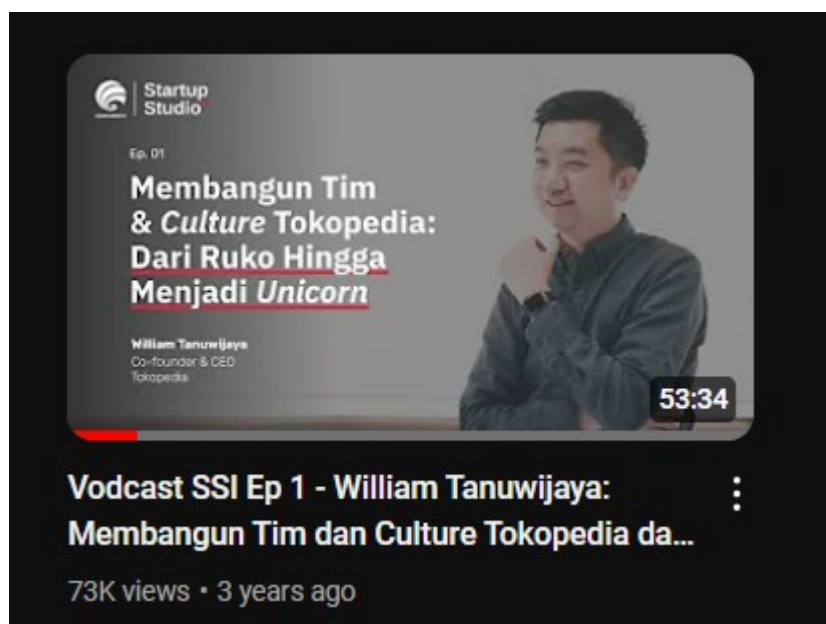 Startup
Studio
Ep. 01
Membangun Tim
& Culture Tokopedia:
Dari Ruko Hingga
Menjadi Unicorn
William Tanuwijaya
Co-founder & CEO
Tokopedia
53:34
Vodcast SSI Ep 1 - William Tanuwijaya:
Membangun Tim dan Culture Tokopedia da...
73K views • 3 years ago